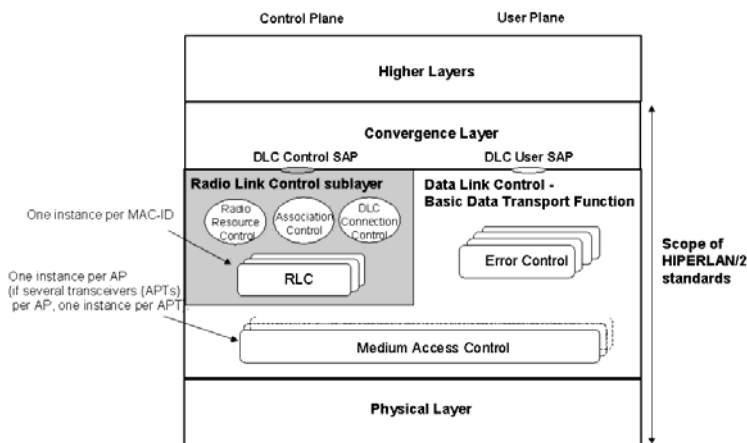 Control Plane
User Plane
Higher Layers
Convergence Layer
DLC Control SAP
DLC User SAP
Radio Link Control sublayer
Data Link Control -
Basic Data Transport Function
Radio
Resource
Control
Association
Control
DLC
Connection
Control
One instance per MAC-ID
RLC
Error Control
Scope of
HIPERLAN/2
standards
One instance per AP
(if several transceivers (APTs)
per AP, one instance per APT).
Medium Access Control
Physical Layer